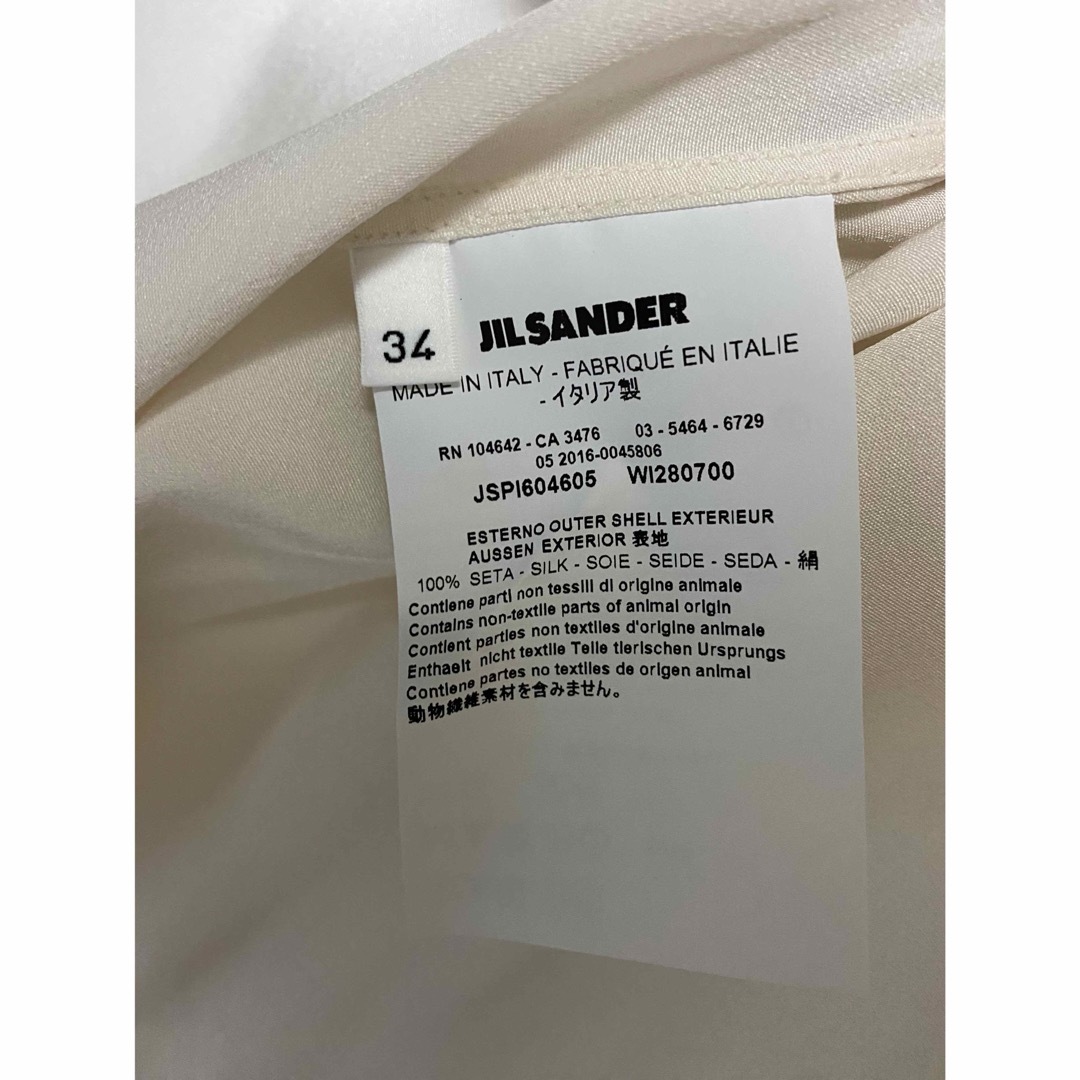 34
JIL SANDER
MADE IN ITALY - FABRIQUÉ EN ITALIE
- イタリア製
RN 104642 - CA 3476 03 - 5464 - 6729
05 2016-0045806
JSPI604605 WI280700
ESTERNO OUTER SHELL EXTERIEUR
AUSSEN EXTERIOR 表地
100% SETA - SILK - SOIE - SEIDE - SEDA - 絹
Contiene parti non tessili di origine animale
Contains non-textile parts of animal origin
Contient parties non textiles d'origine animale
Enthaelt nicht textile Teile tierischen Ursprungs
Contiene partes no textiles de origen animal
動物繊維素材を含みません。